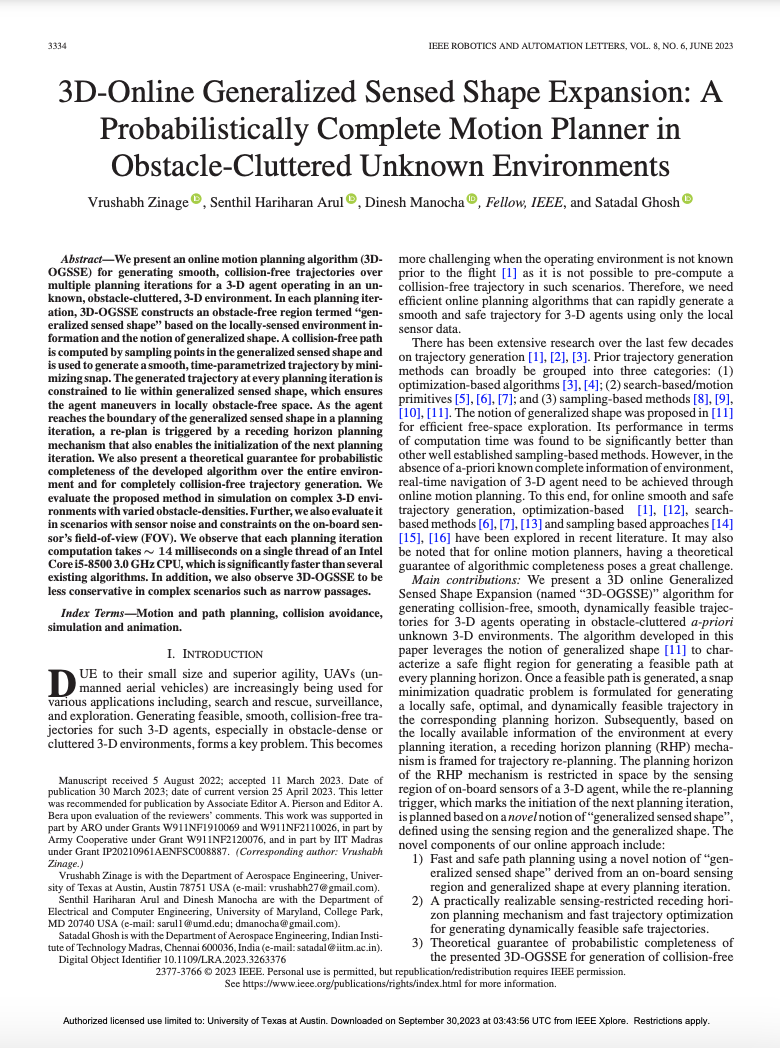 3334
IEEE ROBOTICS AND AUTOMATION LETTERS, VOL. 8, NO. 6, JUNE 2023
3D-Online Generalized Sensed Shape Expansion: A
Probabilistically Complete Motion Planner in
Obstacle-Cluttered Unknown Environments
Vrushabh Zinage, Senthil Hariharan Arul, Dinesh Manocha, Fellow, IEEE, and Satadal Ghosh
Abstract—We present an online motion planning algorithm (3D-
OGSSE) for generating smooth, collision-free trajectories over
multiple planning iterations for a 3-D agent operating in an un-
known, obstacle-cluttered, 3-D environment. In each planning iter-
ation, 3D-OGSSE constructs an obstacle-free region termed “gen-
eralized sensed shape” based on the locally-sensed environment in-
formation and the notion of generalized shape. A collision-free path
is computed by sampling points in the generalized sensed shape and
is used to generate a smooth, time-parametrized trajectory by mini-
mizing snap. The generated trajectory at every planning iteration is
constrained to lie within generalized sensed shape, which ensures
the agent maneuvers in locally obstacle-free space. As the agent
reaches the boundary of the generalized sensed shape in a planning
iteration, a re-plan is triggered by a receding horizon planning
mechanism that also enables the initialization of the next planning
iteration. We also present a theoretical guarantee for probabilistic
completeness of the developed algorithm over the entire environ-
ment and for completely collision-free trajectory generation. We
evaluate the proposed method in simulation on complex 3-D envi-
ronments with varied obstacle-densities. Further, we also evaluate it
in scenarios with sensor noise and constraints on the on-board sen-
sor’s field-of-view (FOV). We observe that each planning iteration
computation takes ∼ 14 milliseconds on a single thread of an Intel
Core i5-8500 3.0 GHz CPU, which is significantly faster than several
existing algorithms. In addition, we also observe 3D-OGSSE to be
less conservative in complex scenarios such as narrow passages.
Index Terms—Motion and path planning, collision avoidance,
simulation and animation.
I. INTRODUCTION
DUE to their small size and superior agility, UAVs (un-
manned aerial vehicles) are increasingly being used for
various applications including, search and rescue, surveillance,
and exploration. Generating feasible, smooth, collision-free tra-
jectories for such 3-D agents, especially in obstacle-dense or
cluttered 3-D environments, forms a key problem. This becomes
Manuscript received 5 August 2022; accepted 11 March 2023. Date of
publication 30 March 2023; date of current version 25 April 2023. This letter
was recommended for publication by Associate Editor A. Pierson and Editor A.
Bera upon evaluation of the reviewers’ comments. This work was supported in
part by ARO under Grants W911NF1910069 and W911NF2110026, in part by
Army Cooperative under Grant W911NF2120076, and in part by IIT Madras
under Grant IP20210961AENFSC008887. (Corresponding author: Vrushabh
Zinage.)
Vrushabh Zinage is with the Department of Aerospace Engineering, Univer-
sity of Texas at Austin, Austin 78751 USA (e-mail: vrushabh27@gmail.com).
Senthil Hariharan Arul and Dinesh Manocha are with the Department of
Electrical and Computer Engineering, University of Maryland, College Park,
MD 20740 USA (e-mail: sarul1@umd.edu; dmanocha@gmail.com).
Satadal Ghosh is with the Department of Aerospace Engineering, Indian Insti-
tute of Technology Madras, Chennai 600036, India (e-mail: satadal@iitm.ac.in).
Digital Object Identifier 10.1109/LRA.2023.3263376
more challenging when the operating environment is not known
prior to the flight [1] as it is not possible to pre-compute a
collision-free trajectory in such scenarios. Therefore, we need
efficient online planning algorithms that can rapidly generate a
smooth and safe trajectory for 3-D agents using only the local
sensor data.
There has been extensive research over the last few decades
on trajectory generation [1], [2], [3]. Prior trajectory generation
methods can broadly be grouped into three categories: (1)
optimization-based algorithms [3], [4]; (2) search-based/motion
primitives [5], [6], [7]; and (3) sampling-based methods [8], [9],
[10], [11]. The notion of generalized shape was proposed in [11]
for efficient free-space exploration. Its performance in terms
of computation time was found to be significantly better than
other well established sampling-based methods. However, in the
absence of a-priori known complete information of environment,
real-time navigation of 3-D agent need to be achieved through
online motion planning. To this end, for online smooth and safe
trajectory generation, optimization-based [1], [12], search-
based methods [6], [7], [13] and sampling based approaches [14]
[15], [16] have been explored in recent literature. It may also
be noted that for online motion planners, having a theoretical
guarantee of algorithmic completeness poses a great challenge.
Main contributions: We present a 3D online Generalized
Sensed Shape Expansion (named “3D-OGSSE”) algorithm for
generating collision-free, smooth, dynamically feasible trajec-
tories for 3-D agents operating in obstacle-cluttered a-priori
unknown 3-D environments. The algorithm developed in this
paper leverages the notion of generalized shape [11] to char-
acterize a safe flight region for generating a feasible path at
every planning horizon. Once a feasible path is generated, a snap
minimization quadratic problem is formulated for generating
a locally safe, optimal, and dynamically feasible trajectory in
the corresponding planning horizon. Subsequently, based on
the locally available information of the environment at every
planning iteration, a receding horizon planning (RHP) mecha-
nism is framed for trajectory re-planning. The planning horizon
of the RHP mechanism is restricted in space by the sensing
region of on-board sensors of a 3-D agent, while the re-planning
trigger, which marks the initiation of the next planning iteration,
is planned based on a novel notion of “generalized sensed shape”,
defined using the sensing region and the generalized shape. The
novel components of our online approach include:
1) Fast and safe path planning using a novel notion of “gen-
eralized sensed shape” derived from an on-board sensing
region and generalized shape at every planning iteration.
2) A practically realizable sensing-restricted receding hori-
zon planning mechanism and fast trajectory optimization
for generating dynamically feasible safe trajectories.
3) Theoretical guarantee of probabilistic completeness of
the presented 3D-OGSSE for generation of collision-free
2377-3766 © 2023 IEEE. Personal use is permitted, but republication/redistribution requires IEEE permission.
See https://www.ieee.org/publications/rights/index.html for more information.
Authorized licensed use limited to: University of Texas at Austin. Downloaded on September 30,2023 at 03:43:56 UTC from IEEE Xplore. Restrictions apply.